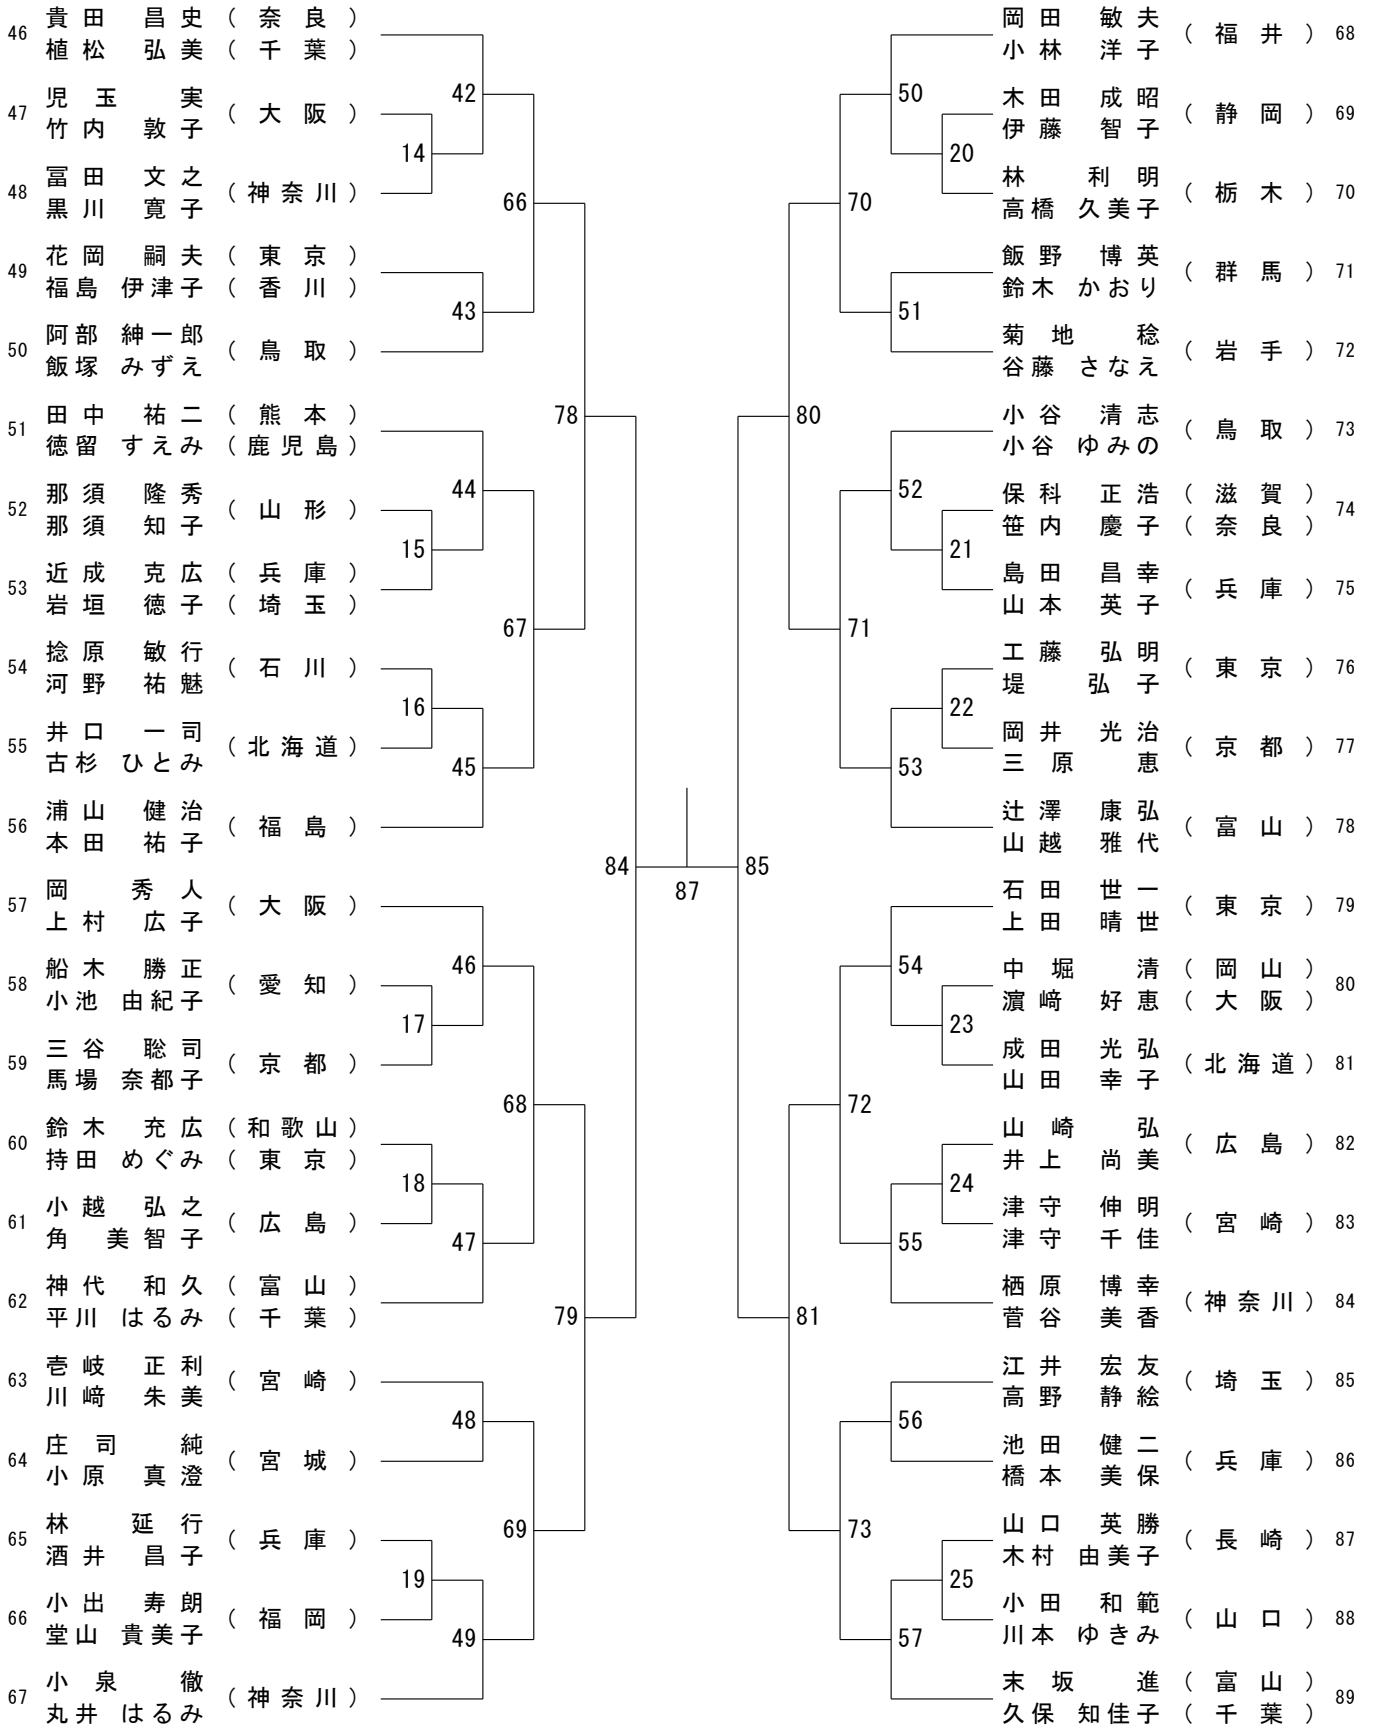 46 貴田 昌史 (奈良)
植松 弘美 (千葉)
42
47 児玉 実 (大阪)
竹内 敦子
14
48 冨田 文之 (神奈川)
黒川 寛子
66
49 花岡 嗣夫 (東京)
福島 伊津子 (香川)
43
50 阿部 紳一郎 (鳥取)
飯塚 みずえ
78
51 田中 祐二 (熊本)
徳留 すえみ (鹿児島)
44
52 那須 隆秀 (山形)
那須 知子
15
53 近成 克広 (兵庫)
岩垣 徳子 (埼玉)
67
54 捻原 敏行 (石川)
河野 祐魅
16
55 井口 一司 (北海道)
古杉 ひとみ
45
56 浦山 健治 (福島)
本田 祐子
84
57 岡 秀人 (大阪)
上村 広子
46
58 船木 勝正 (愛知)
小池 由紀子
17
59 三谷 聡司 (京都)
馬場 奈都子
68
60 鈴木 充広 (和歌山)
持田 めぐみ (東京)
18
61 小越 弘之 (広島)
角 美智子
47
62 神代 和久 (富山)
平川 はるみ (千葉)
79
63 壱岐 正利 (宮崎)
川﨑 朱美
48
64 庄司 純 (宮城)
小原 真澄
69
65 林 延行 (兵庫)
酒井 昌子
19
66 小出 寿朗 (福岡)
堂山 貴美子
49
67 小泉 徹 (神奈川)
丸井 はるみ
87
岡田 敏夫 (福井) 68
小林 洋子
50
木田 成昭 (静岡) 69
伊藤 智子
20
林 利明 (栃木) 70
高橋 久美子
70
飯野 博英 (群馬) 71
鈴木 かおり
51
菊地 稔 (岩手) 72
谷藤 さなえ
80
小谷 清志 (鳥取) 73
小谷 ゆみの
52
保科 正浩 (滋賀) 74
笹内 慶子 (奈良)
21
島田 昌幸 (兵庫) 75
山本 英子
71
工藤 弘明 (東京) 76
堤 弘子
22
岡井 光治 (京都) 77
三原 恵
53
辻澤 康弘 (富山) 78
山越 雅代
85
石田 世一 (東京) 79
上田 晴世
54
中堀 清 (岡山) 80
濵﨑 好恵 (大阪)
23
成田 光弘 (北海道) 81
山田 幸子
72
山崎 弘 (広島) 82
井上 尚美
24
津守 伸明 (宮崎) 83
津守 千佳
55
栖原 博幸 (神奈川) 84
菅谷 美香
81
江井 宏友 (埼玉) 85
高野 静絵
56
池田 健二 (兵庫) 86
橋本 美保
73
山口 英勝 (長崎) 87
木村 由美子
25
小田 和範 (山口) 88
川本 ゆきみ
57
末坂 進 (富山) 89
久保 知佳子 (千葉)